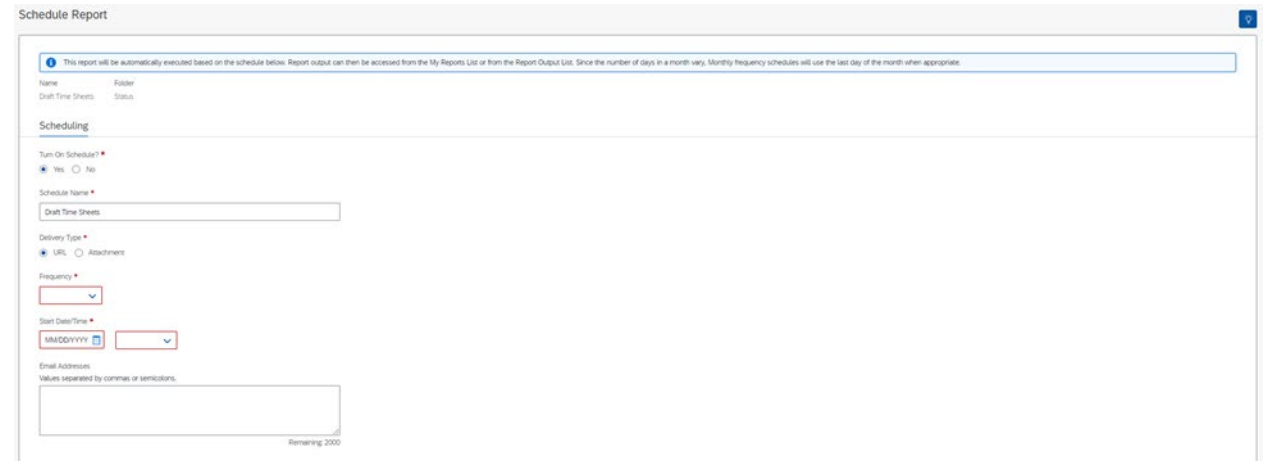 Schedule Report
This report will be automatically executed based on the schedule below. Report output can then be accessed from the My Reports List or from the Report Output List. Since the number of days in a month vary, Monthly frequency schedules will use the last day of the month when appropriate.
Name Folder
Draft Time Sheets Status
Scheduling
Turn On Schedule? *
Yes No
Schedule Name *
Draft Time Sheets
Delivery Type *
URL Attachment
Frequency *
Start Date/Time *
MM/DD/YYYY
Email Addresses
Values separated by commas or semicolons.
Remaining: 2000